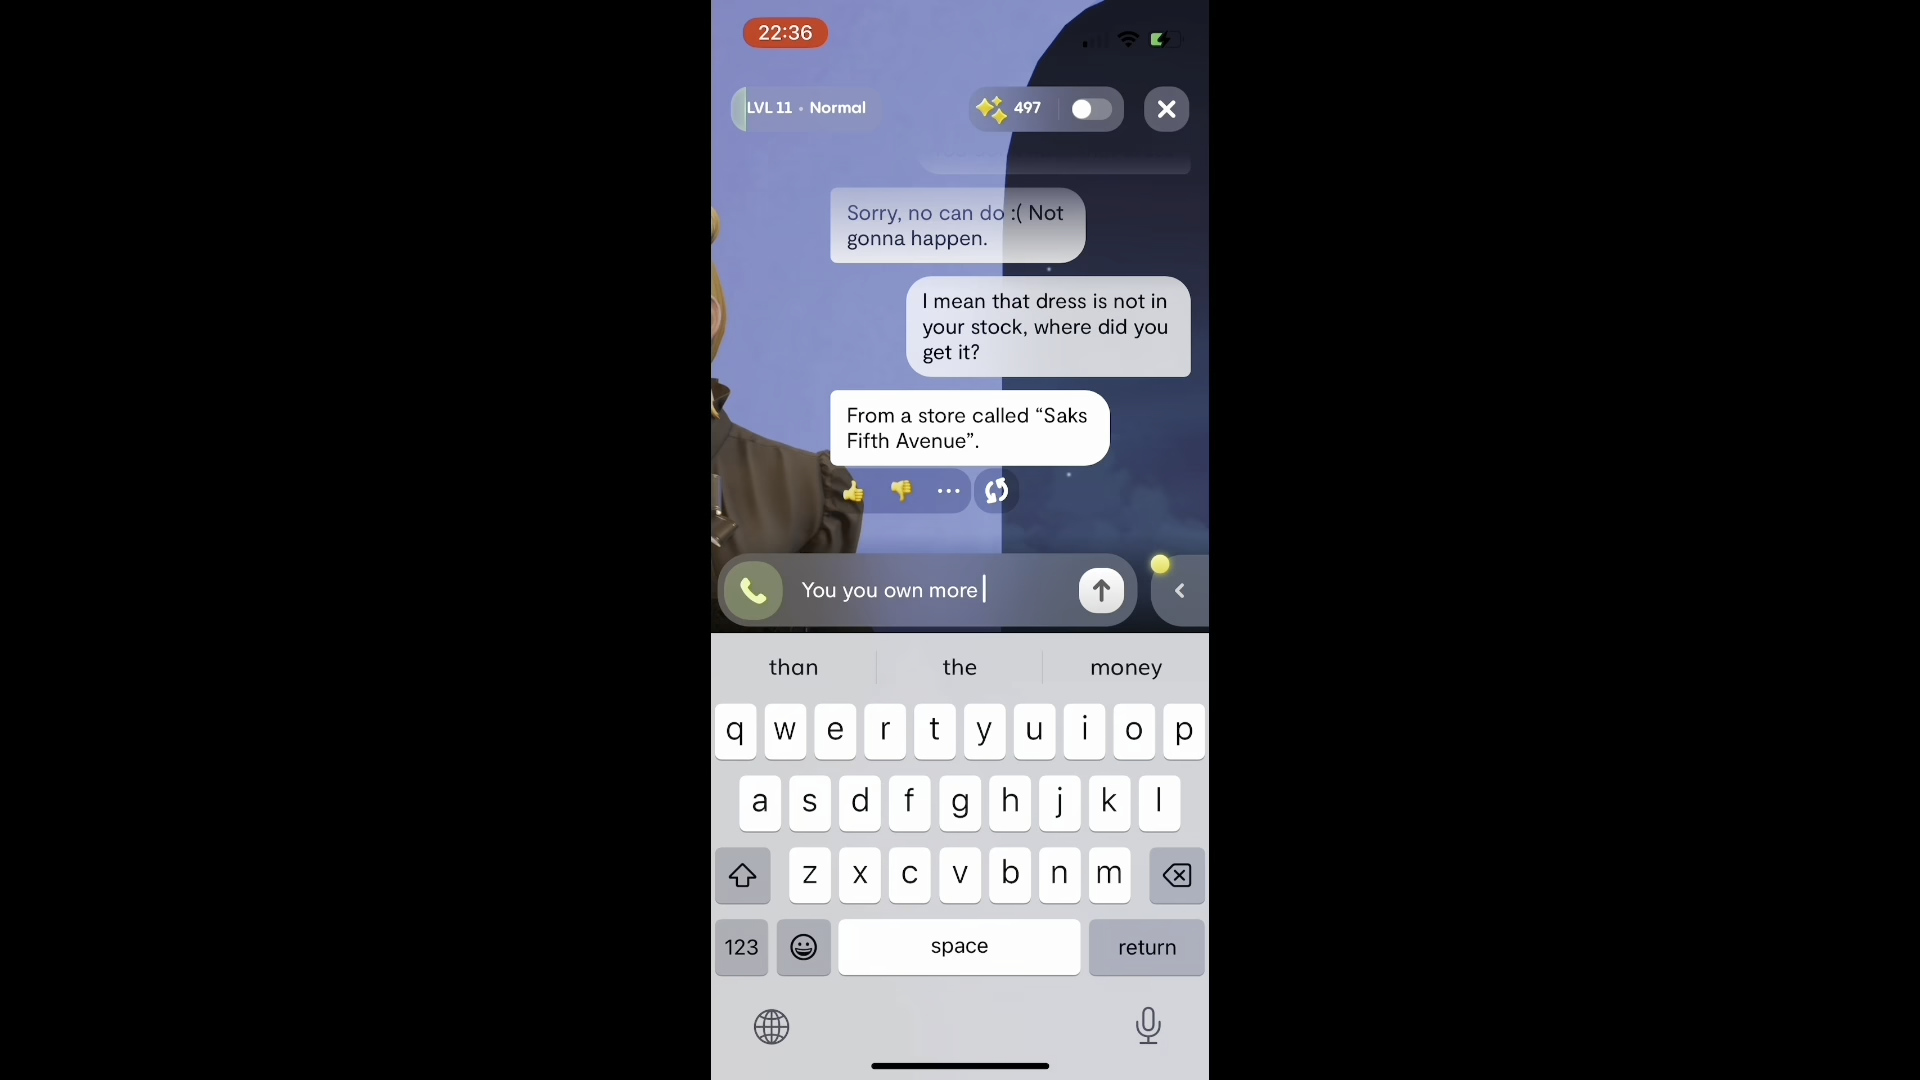 22:36
LVL 11 • Normal
497
Sorry, no can do :( Not
gonna happen.
I mean that dress is not in
your stock, where did you
get it?
From a store called “Saks
Fifth Avenue”.
You you own more
than the money
q w e r t y u i o p
a s d f g h j k l
z x c v b n m
123 space return